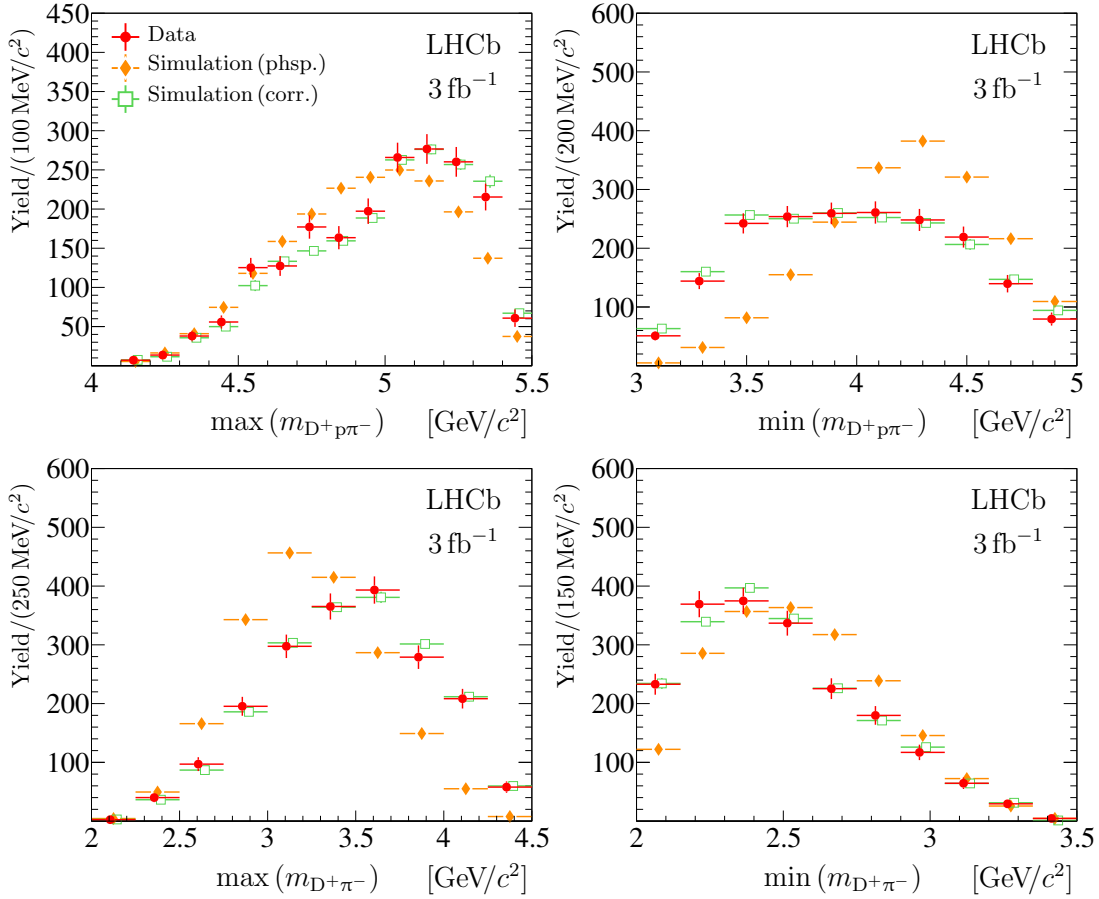 Yield/(100 MeV/c²)
450
400
350
300
250
200
150
100
50
Data
Simulation (phsp.)
Simulation (corr.)
LHCb
3 fb⁻¹
4 4.5 5 5.5
max (m_D⁺pπ⁻) [GeV/c²]
Yield/(200 MeV/c²)
600
500
400
300
200
100
LHCb
3 fb⁻¹
3 3.5 4 4.5 5
min (m_D⁺pπ⁻) [GeV/c²]
Yield/(250 MeV/c²)
600
500
400
300
200
100
LHCb
3 fb⁻¹
2 2.5 3 3.5 4 4.5
max (m_D⁺π⁻) [GeV/c²]
Yield/(150 MeV/c²)
600
500
400
300
200
100
LHCb
3 fb⁻¹
2 2.5 3 3.5
min (m_D⁺π⁻) [GeV/c²]